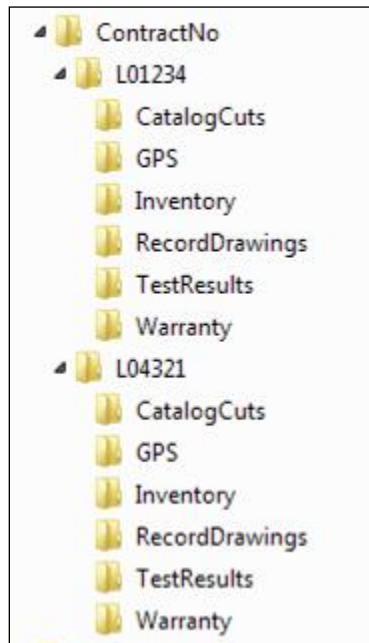 ContractNo
L01234
CatalogCuts
GPS
Inventory
RecordDrawings
TestResults
Warranty
L04321
CatalogCuts
GPS
Inventory
RecordDrawings
TestResults
Warranty